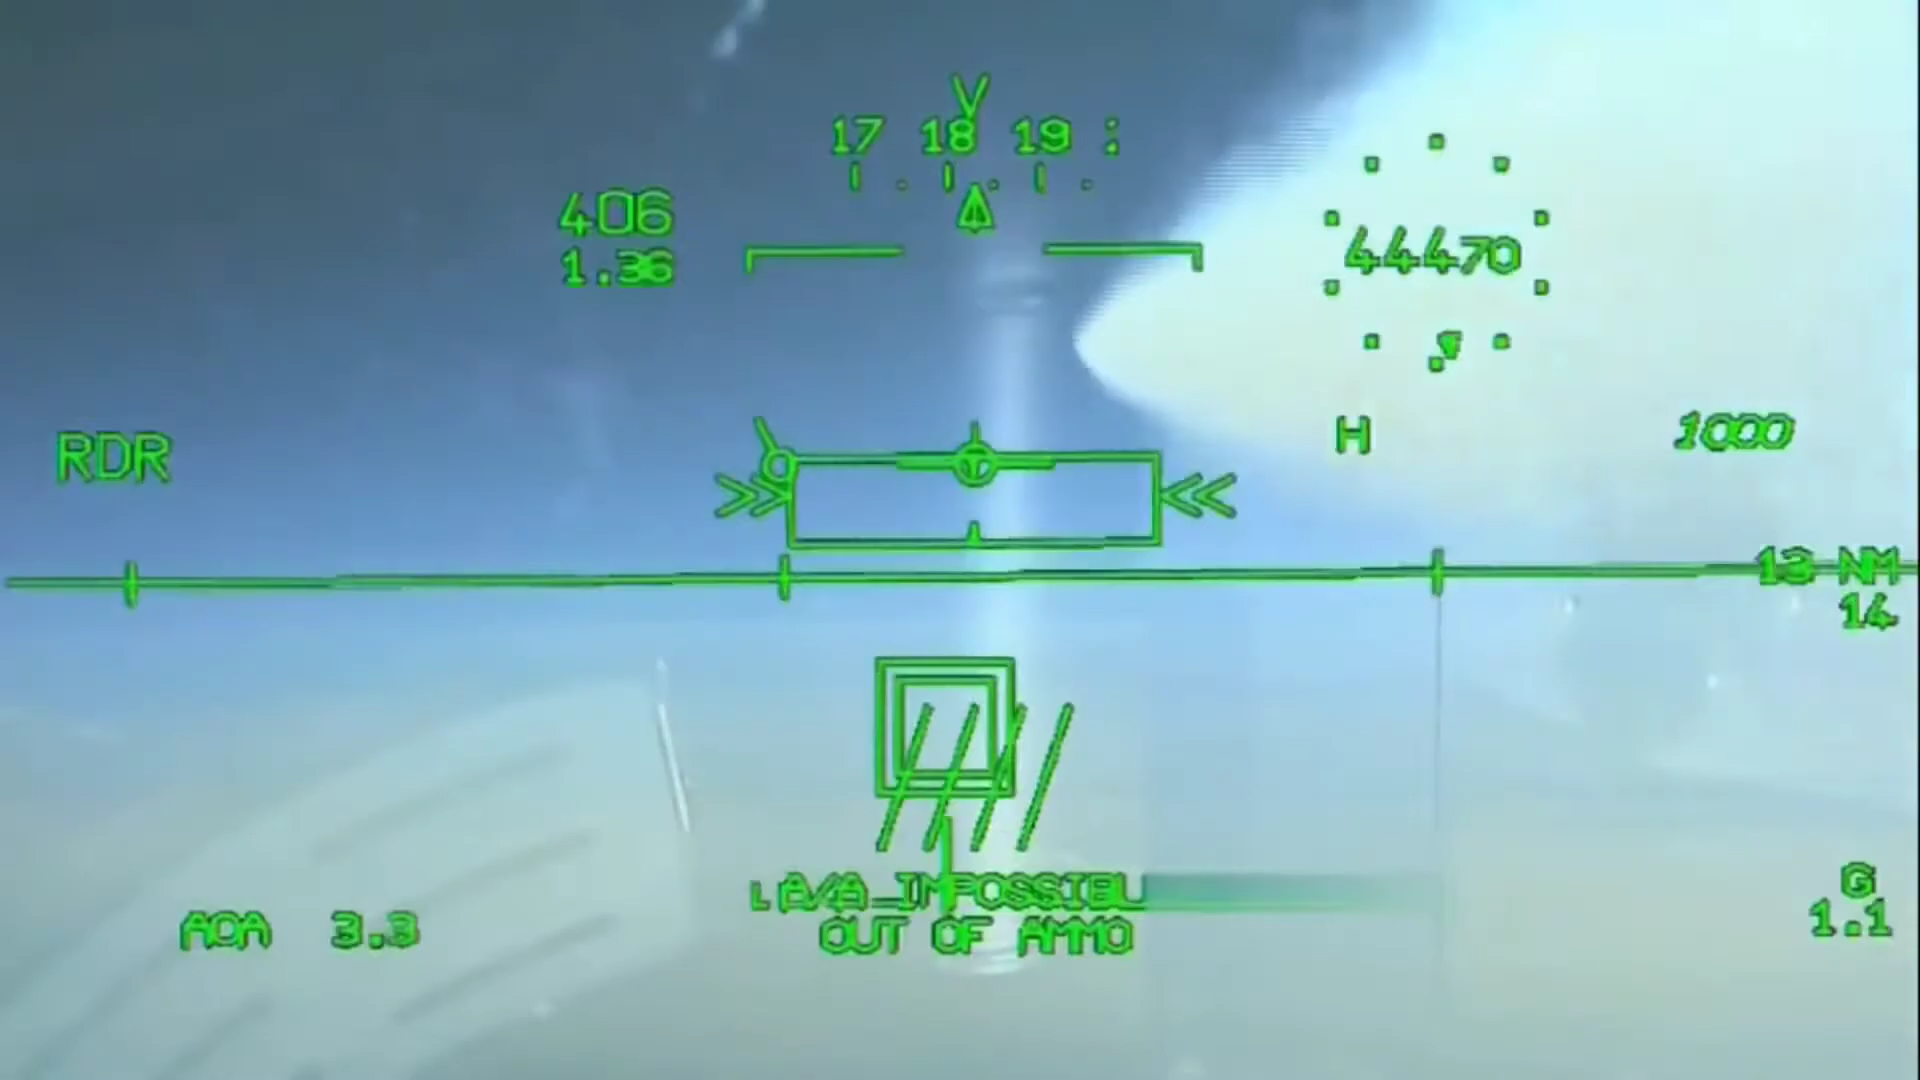 17 18 19
406
1.36
44470
RDR
H
1000
13 NM
14
A/A IMPOSSIBL
OUT OF AMMO
AOA 3.3
G
1.1